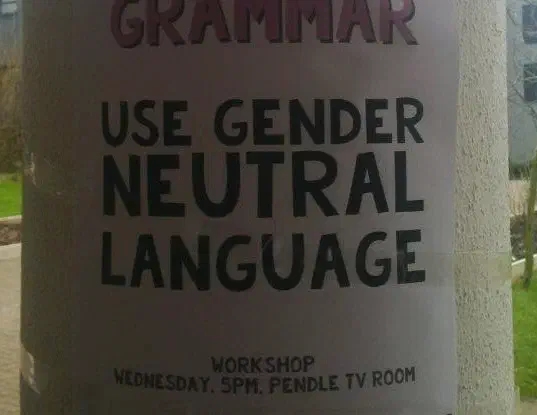 GRAMMAR
USE GENDER
NEUTRAL
LANGUAGE
WORKSHOP
WEDNESDAY, 5PM, PENDLE TV ROOM